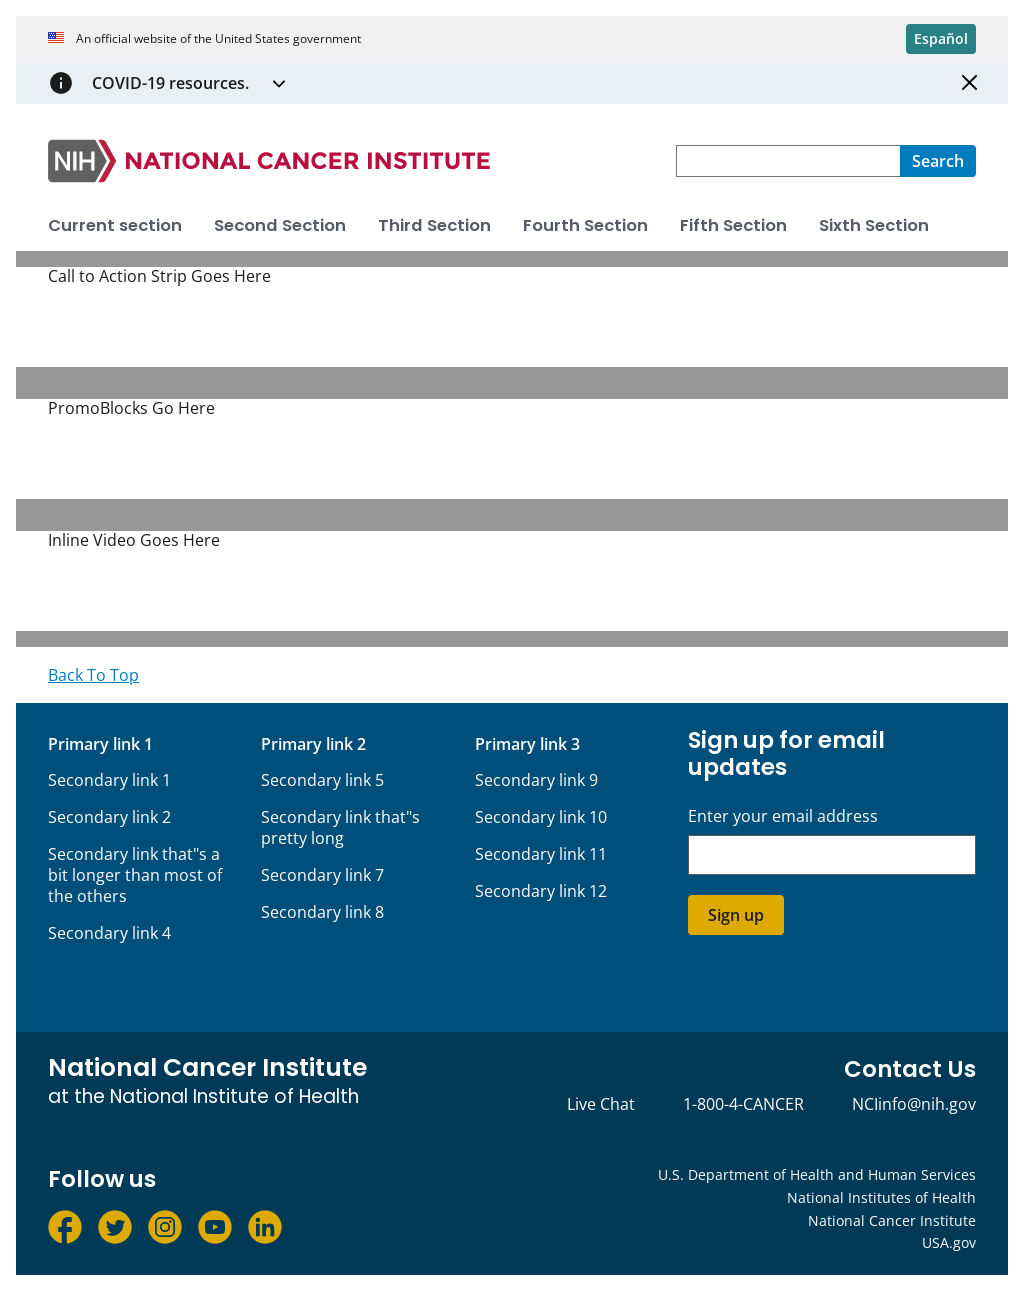 An official website of the United States government
Español
COVID-19 resources.
NIH NATIONAL CANCER INSTITUTE
Search
Current section Second Section Third Section Fourth Section Fifth Section Sixth Section
Call to Action Strip Goes Here
PromoBlocks Go Here
Inline Video Goes Here
Back To Top
Primary link 1
Secondary link 1
Secondary link 2
Secondary link that"s a
bit longer than most of
the others
Secondary link 4
Primary link 2
Secondary link 5
Secondary link that"s
pretty long
Secondary link 7
Secondary link 8
Primary link 3
Secondary link 9
Secondary link 10
Secondary link 11
Secondary link 12
Sign up for email
updates
Enter your email address
Sign up
National Cancer Institute
at the National Institute of Health
Contact Us
Live Chat 1-800-4-CANCER NCIinfo@nih.gov
Follow us
U.S. Department of Health and Human Services
National Institutes of Health
National Cancer Institute
USA.gov